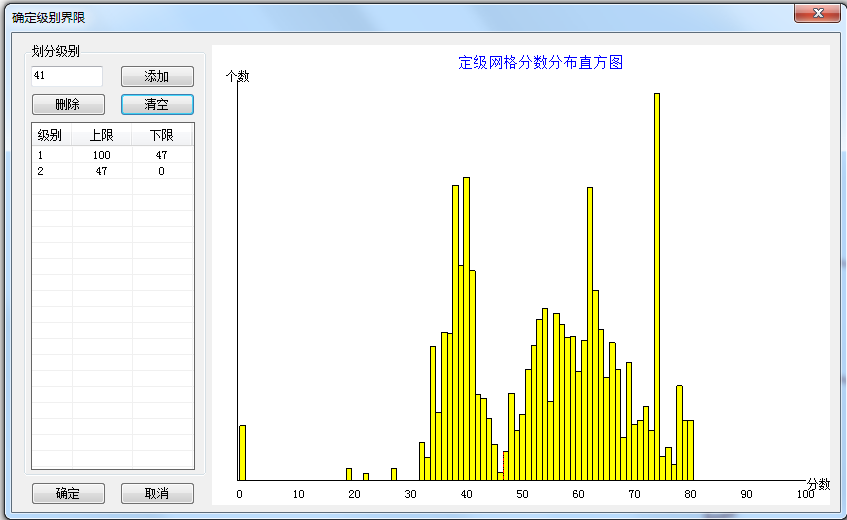 确定级别界限
划分级别
41
添加
删除
清空
级别 上限 下限
1 100 47
2 47 0
确定
取消
定级网格分数分布直方图
个数
分数
0 10 20 30 40 50 60 70 80 90 100